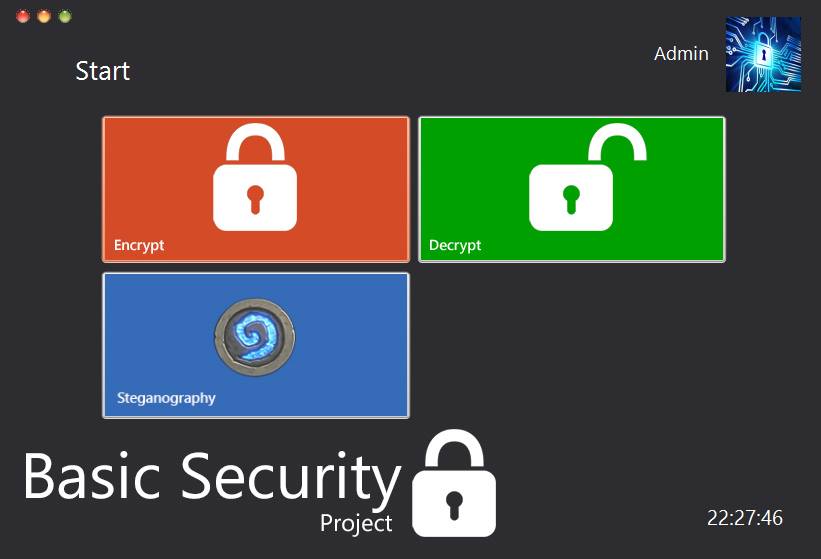 Admin
Start
Encrypt
Decrypt
Steganography
Basic Security
Project
22:27:46